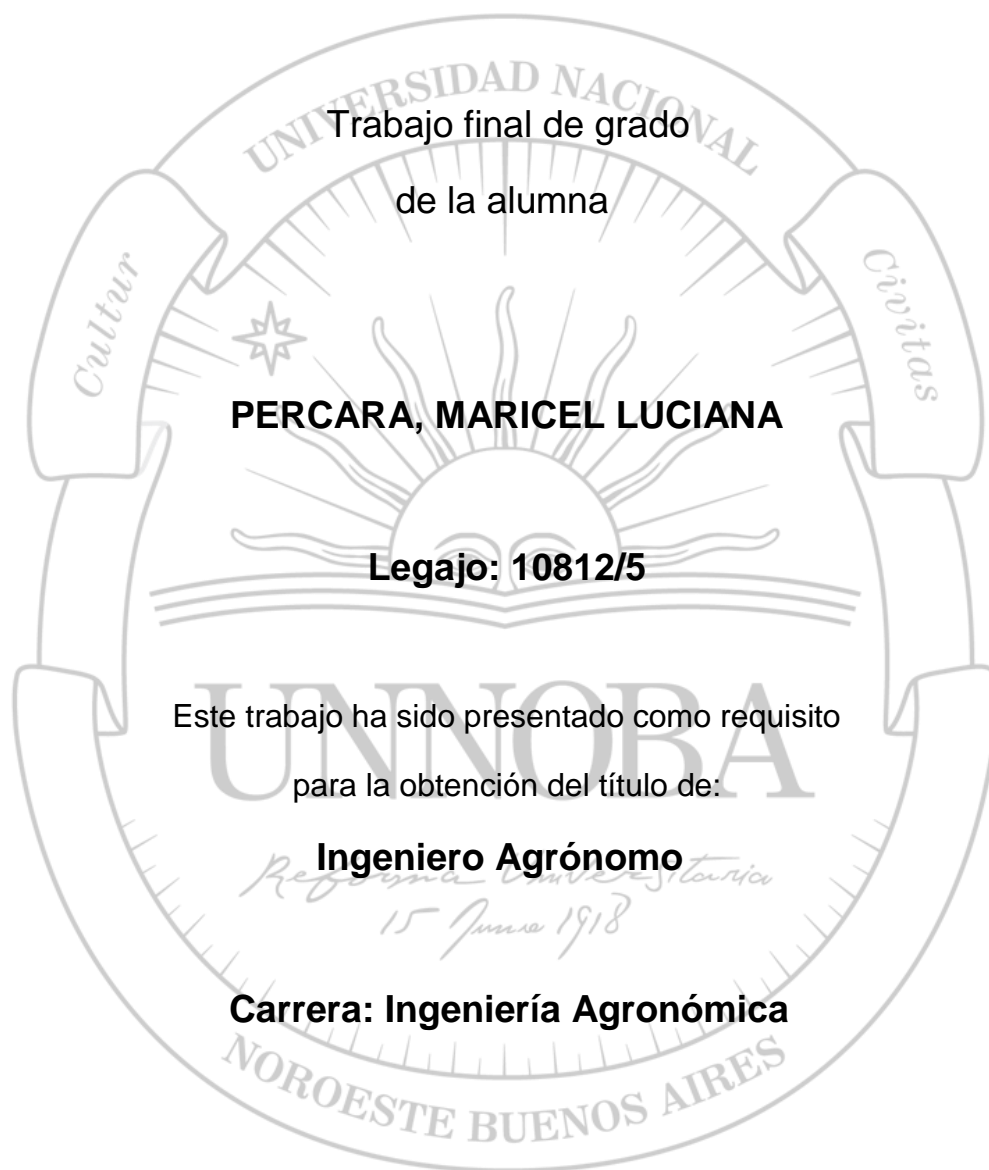 UNIVERSIDAD NACIONAL
Trabajo final de grado
de la alumna
Cultur
Civitas
PERCARA, MARICEL LUCIANA
Legajo: 10812/5
UNNOBA
Este trabajo ha sido presentado como requisito
para la obtención del título de:
Ingeniero Agrónomo
Reforma Universitaria
15 Junio 1918
Carrera: Ingeniería Agronómica
NOROESTE BUENOS AIRES